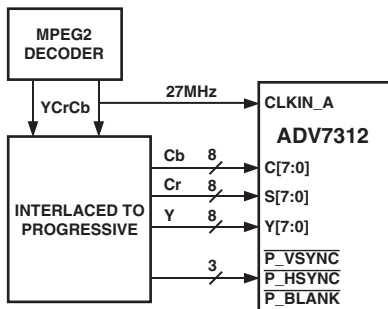 MPEG2
DECODER
YCrCb
27MHz
CLKIN_A
ADV7312
INTERLACED TO
PROGRESSIVE
Cb 8
C[7:0]
Cr 8
S[7:0]
Y 8
Y[7:0]
3
P_VSYNC
P_HSYNC
P_BLANK